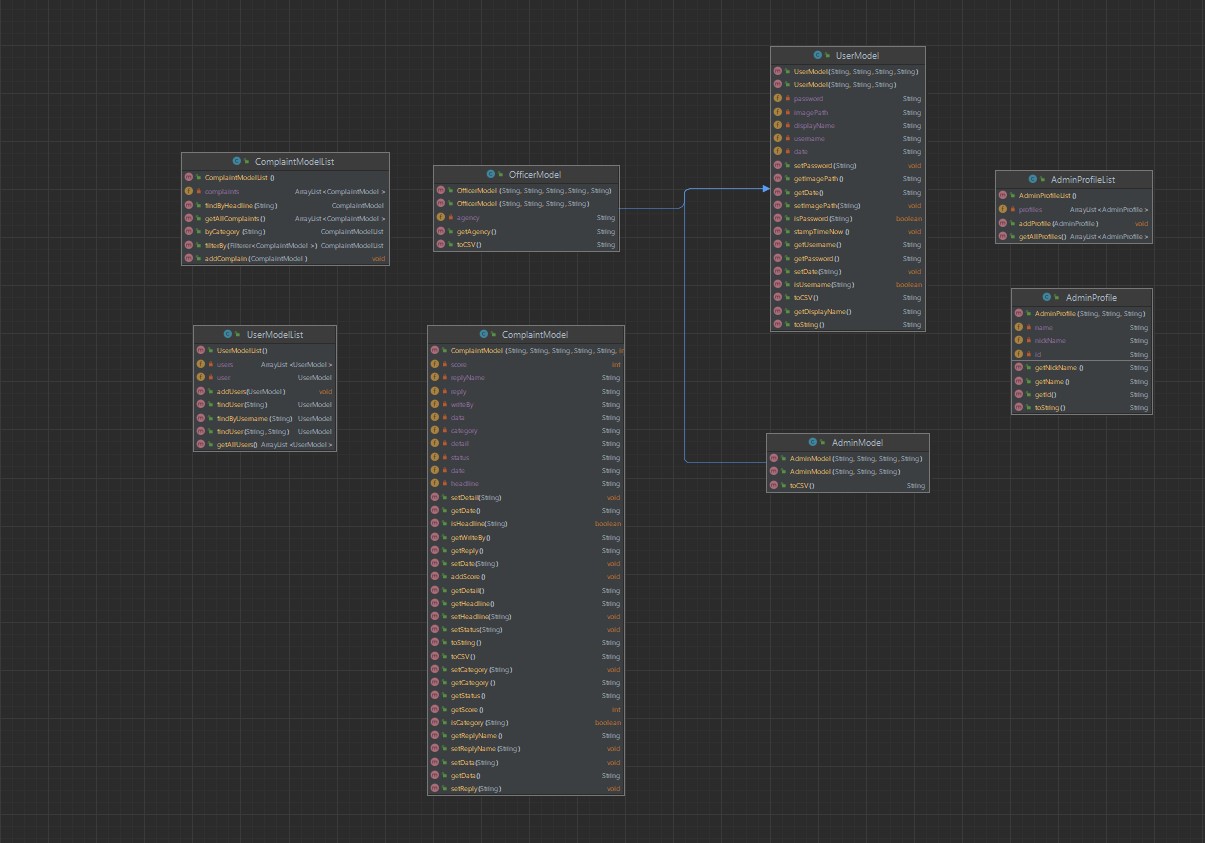 ComplaintModelList
ComplaintModelList ()
complaints ArrayList <ComplaintModel >
findByHeadline (String) ComplaintModel
getAllComplaints () ArrayList <ComplaintModel >
byCategory (String) ComplaintModelList
filterBy (Filterer<ComplaintModel >) ComplaintModelList
addComplain (ComplaintModel ) void
UserModelList
UserModelList()
users ArrayList <UserModel >
user UserModel
addUsers(UserModel) void
findUser(String) UserModel
findByUsername (String) UserModel
findUser(String, String) UserModel
getAllUsers() ArrayList <UserModel >
OfficerModel
OfficerModel (String, String, String, String, String)
OfficerModel (String, String, String, String)
agency String
getAgency() String
toCSV () String
ComplaintModel
ComplaintModel (String, String, String, String, String,
score int
replyName String
reply String
writeBy String
data String
category String
detail String
status String
date String
headline String
setDetail(String) void
getDate() String
isHeadline(String) boolean
getWriteBy() String
getReply() String
setDate(String) void
addScore () void
getDetail() String
getHeadline() String
setHeadline(String) void
setStatus(String) void
toString() String
toCSV () String
setCategory (String) void
getCategory () String
getStatus() String
getScore () int
isCategory (String) boolean
getReplyName () String
setReplyName (String) void
setData(String) void
getData() String
setReply (String) void
UserModel
UserModel(String, String, String, String)
UserModel(String, String, String)
password String
imagePath String
displayName String
username String
date String
setPassword (String) void
getImagePath () String
getDate() String
setImagePath(String) void
isPassword (String) boolean
stampTimeNow () void
getUsername() String
getPassword () String
setDate(String) void
isUsername(String) boolean
toCSV () String
getDisplayName() String
toString() String
AdminModel
AdminModel (String, String, String, String)
AdminModel (String, String, String)
toCSV () String
AdminProfileList
AdminProfileList ()
profiles ArrayList <AdminProfile >
addProfile (AdminProfile ) void
getAllProfiles() ArrayList <AdminProfile >
AdminProfile
AdminProfile (String, String, String)
name String
nickName String
id String
getNickName () String
getName () String
getId() String
toString() String